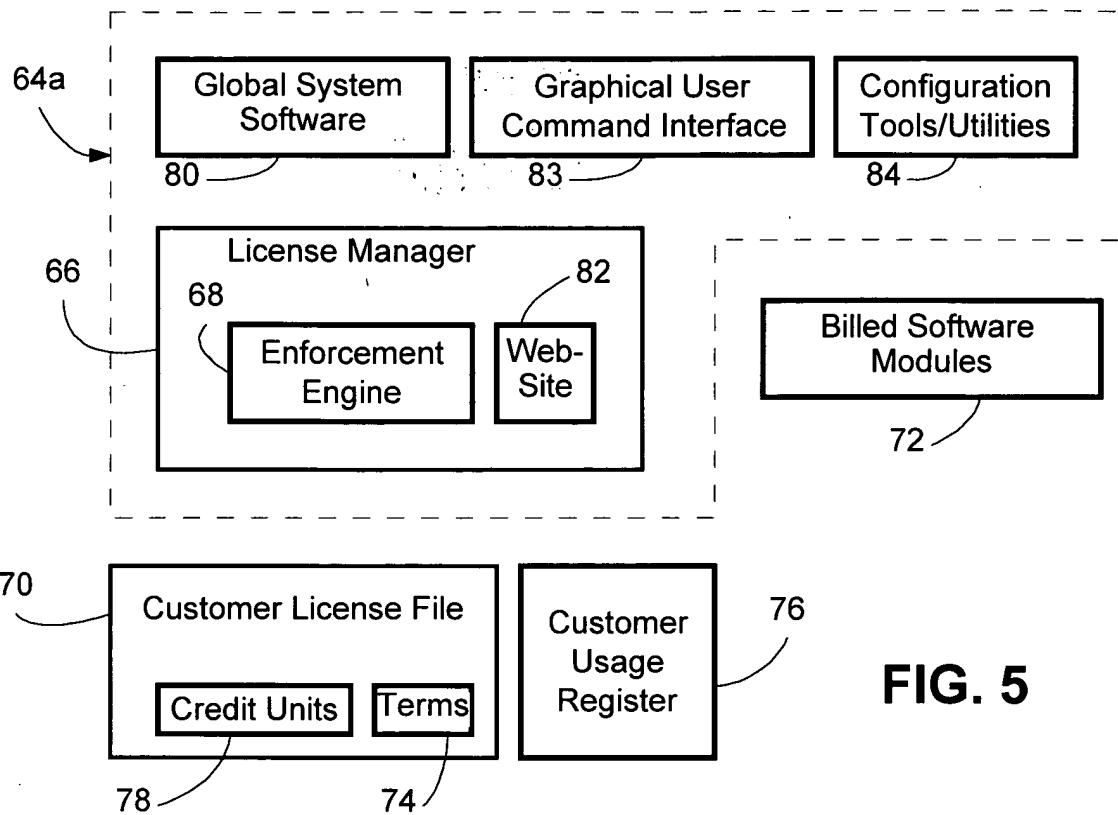 64a
Global System
Software
80
Graphical User
Command Interface
83
Configuration
Tools/Utilities
84
License Manager
66
68
82
Enforcement
Engine
Web-
Site
Billed Software
Modules
72
70
Customer License File
Credit Units
Terms
78
74
Customer
Usage
Register
76
FIG. 5